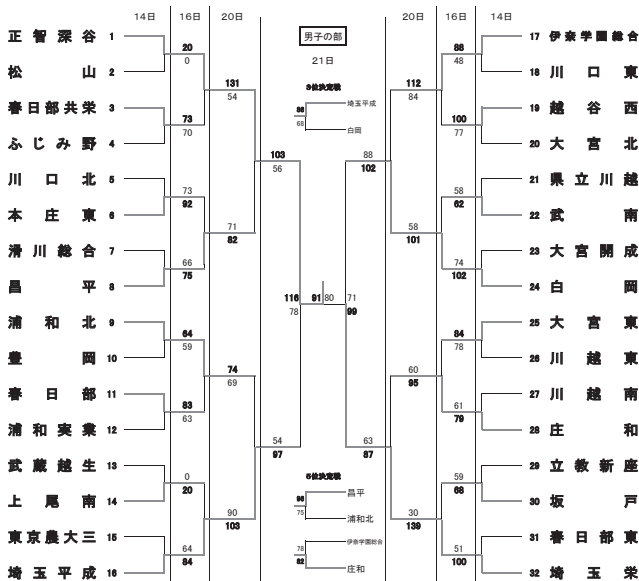 14日 16日 20日 男子の部 20日 16日 14日
21日
正智深谷 1
松山 2
春日部共栄 3
ふじみ野 4
川口北 5
本庄東 6
滑川総合 7
昌平 8
浦和北 9
豊岡 10
春日部 11
浦和実業 12
武蔵越生 13
上尾南 14
東京農大三 15
埼玉平成 16
20
0
73
70
73
92
66
75
64
59
83
63
0
20
64
84
131
54
71
82
74
69
90
103
103
56
54
97
116
78
91 80
71
99
3位決定戦
86 埼玉平成
68 白岡
5位決定戦
96 昌平
75 浦和北
78 伊奈学園総合
82 庄和
88
102
63
87
112
84
58
101
60
95
30
139
88
48
100
77
58
62
74
102
84
78
61
79
59
68
51
100
17 伊奈学園総合
18 川口東
19 越谷西
20 大宮北
21 県立川越
22 武南
23 大宮開成
24 白岡
25 大宮東
26 川越東
27 川越南
28 庄和
29 立教新座
30 坂戸
31 春日部東
32 埼玉栄